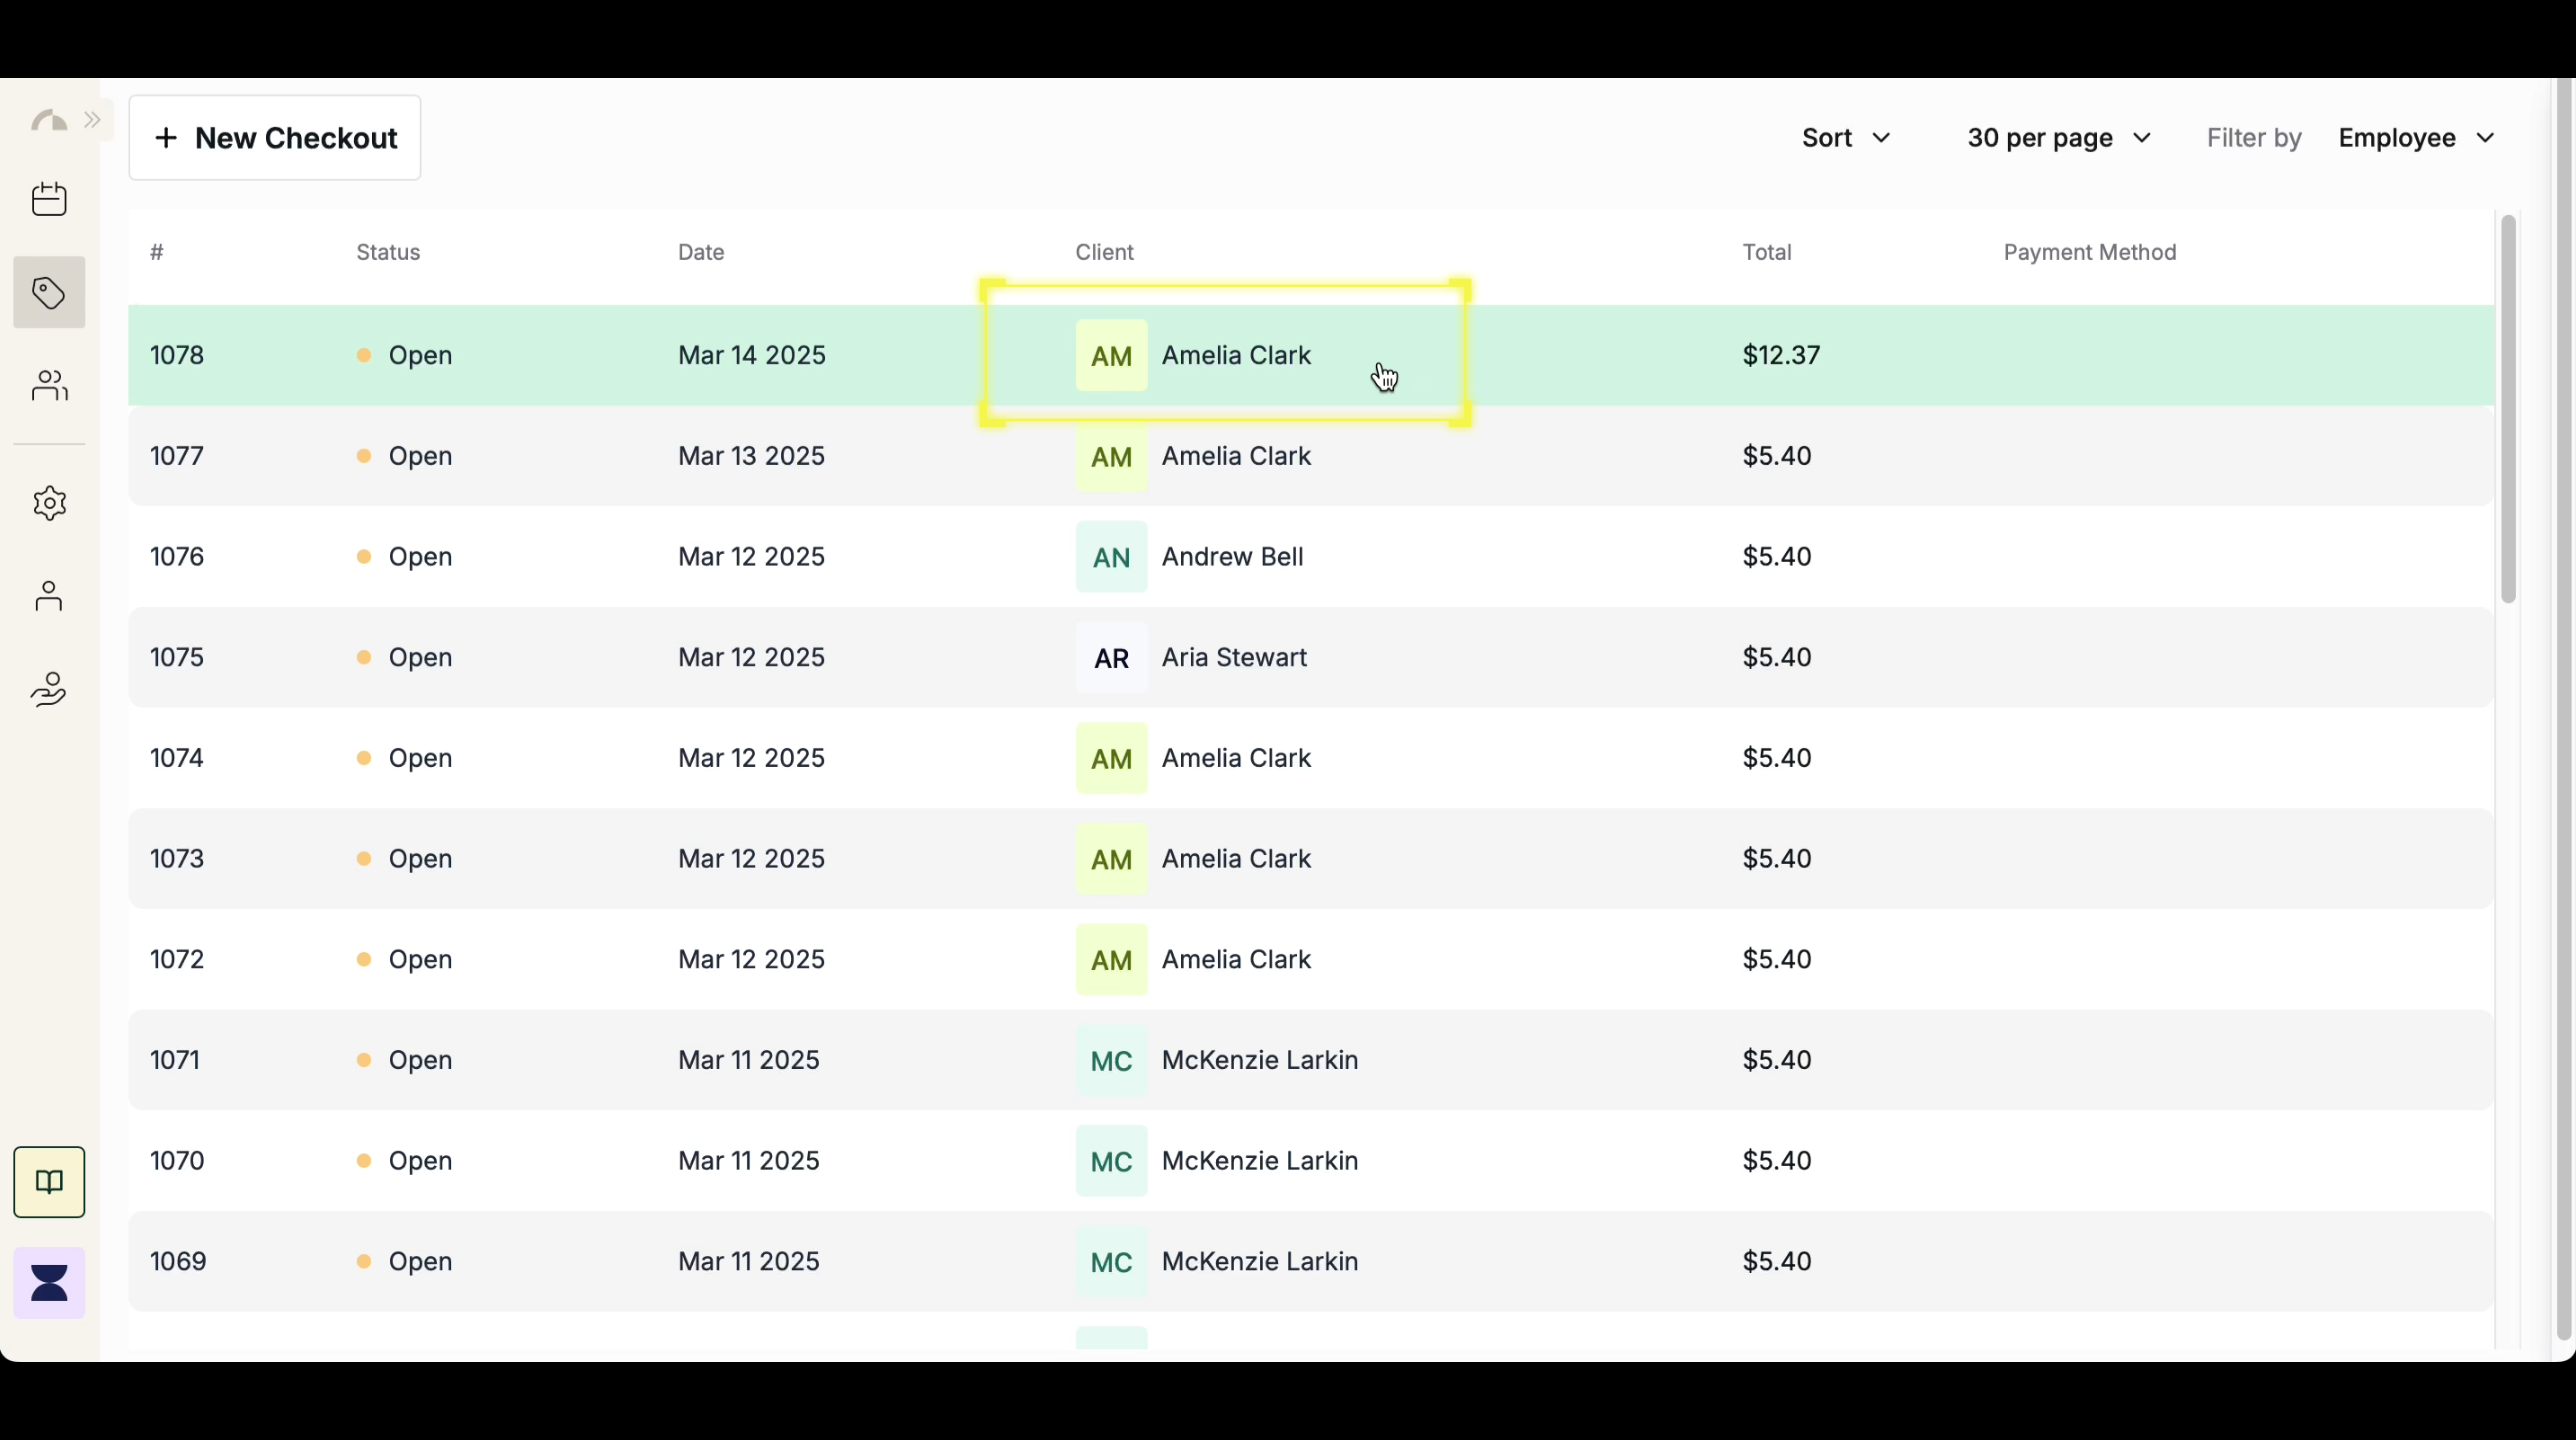 + New Checkout
Sort
30 per page
Filter by Employee
# Status Date Client Total Payment Method
1078 Open Mar 14 2025 AM Amelia Clark $12.37
1077 Open Mar 13 2025 AM Amelia Clark $5.40
1076 Open Mar 12 2025 AN Andrew Bell $5.40
1075 Open Mar 12 2025 AR Aria Stewart $5.40
1074 Open Mar 12 2025 AM Amelia Clark $5.40
1073 Open Mar 12 2025 AM Amelia Clark $5.40
1072 Open Mar 12 2025 AM Amelia Clark $5.40
1071 Open Mar 11 2025 MC McKenzie Larkin $5.40
1070 Open Mar 11 2025 MC McKenzie Larkin $5.40
1069 Open Mar 11 2025 MC McKenzie Larkin $5.40